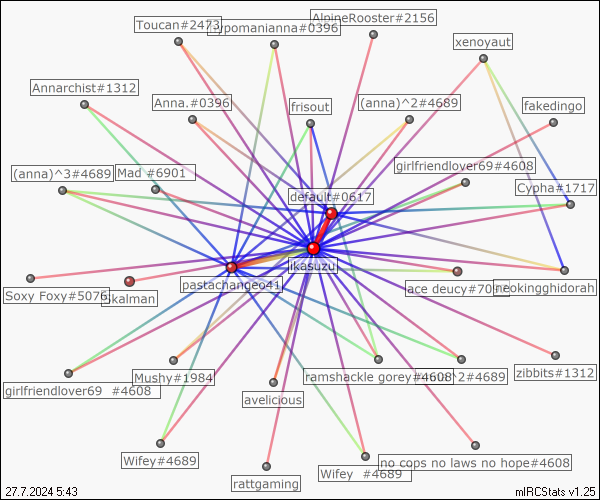 Toucan#2473
ypomanianna#0396
AlpineRooster#2156
xenoyaut
Annarchist#1312
Anna.#0396
frisout
(anna)^2#4689
fakedingo
(anna)^3#4689
Mad #6901
girlfriendlover69#4608
default#0617
Cypha#1717
ikasuzu
pastachangeo41
Soxy Foxy#5076
kalman
ace deucy#70
neokingghidorah
girlfriendlover69 #4608
Mushy#1984
ramshackle gorey#4608
^2#4689
zibbits#1312
avelicious
Wifey#4689
rattgaming
Wifey #4689
no cops no laws no hope#4608
27.7.2024 5:43
mIRCStats v1.25